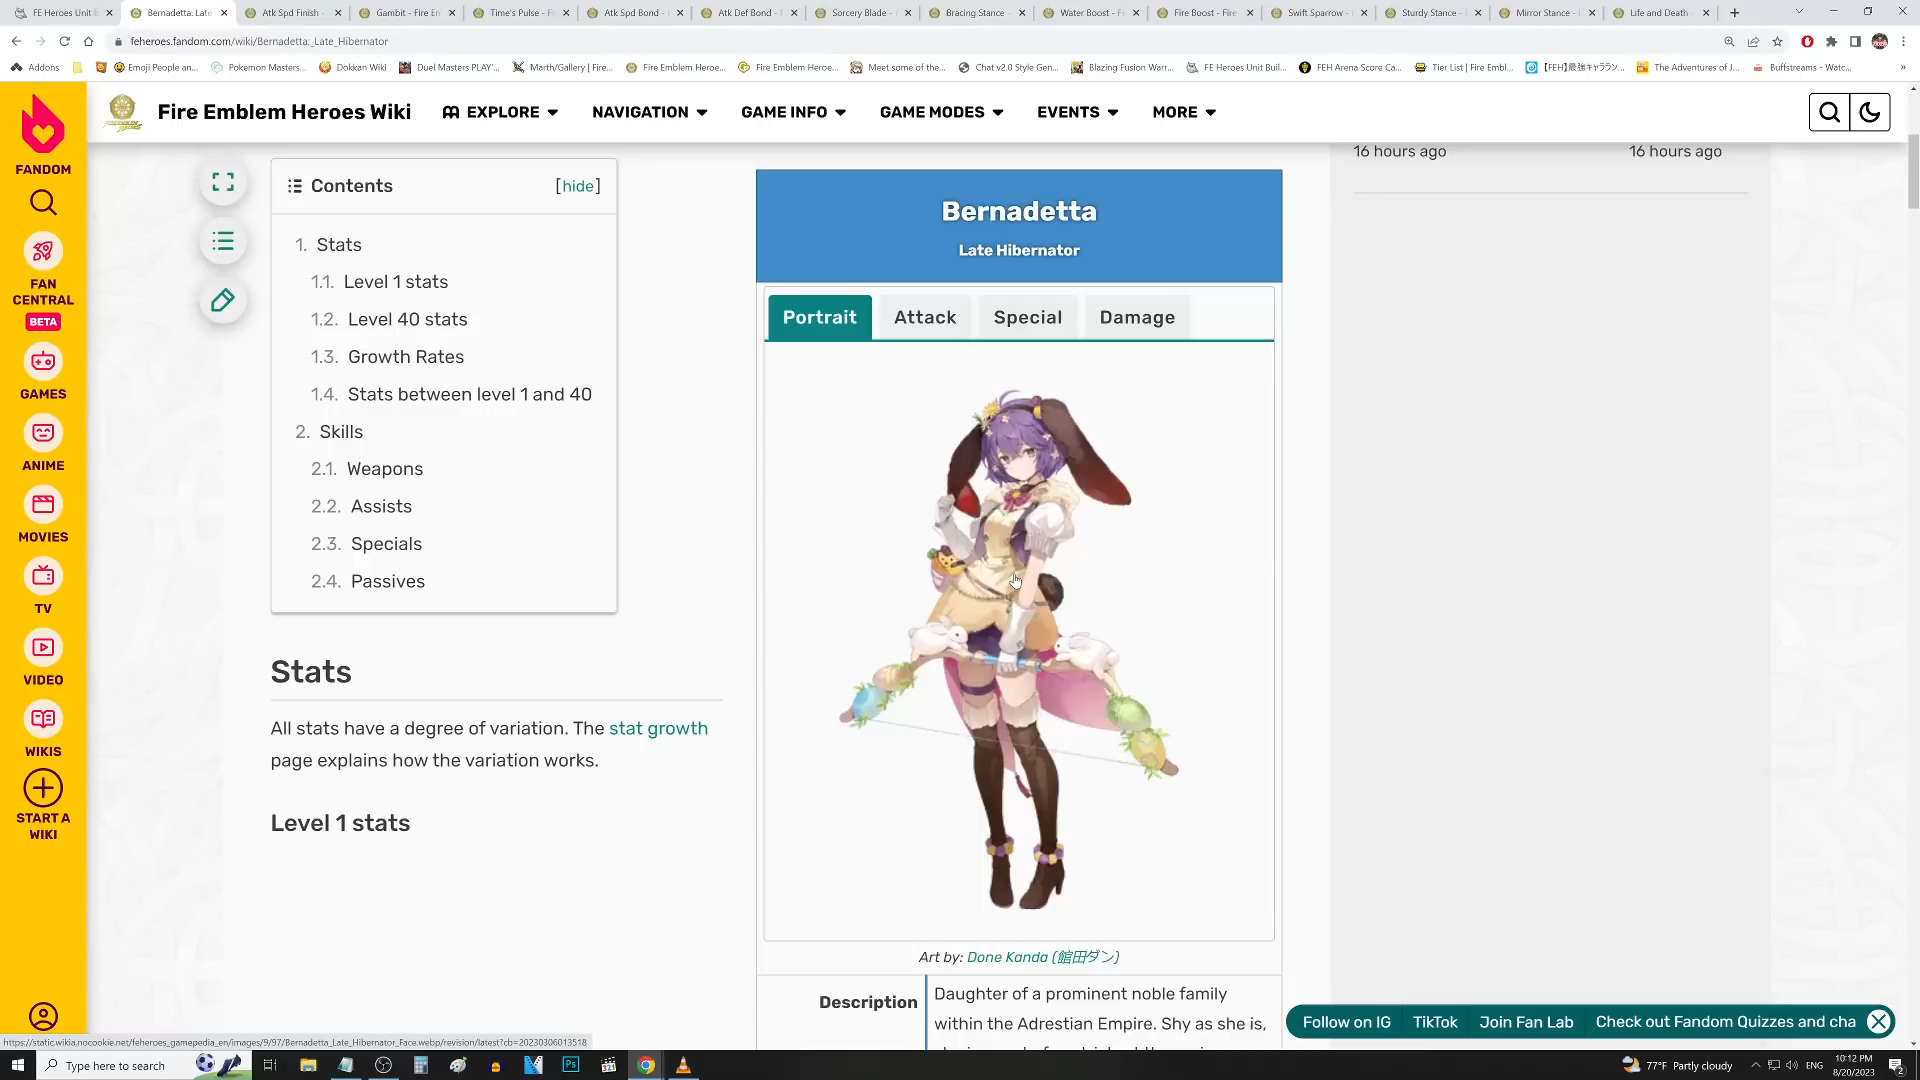 FE Heroes Unit B
Bernadetta: Late
Atk Spd Finish -
Gambit - Fire En
Time's Pulse - Fi
Atk Spd Bond -
Atk Def Bond -
Sorcery Blade -
Bracing Stance -
Water Boost - Fi
Fire Boost - Fire
Swift Sparrow -
Sturdy Stance -
Mirror Stance -
Life and Death -
feheroes.fandom.com/wiki/Bernadetta:_Late_Hibernator
Addons
Emoji People an...
Pokemon Masters...
Dokkan Wiki
Duel Masters PLAY'...
Marth/Gallery | Fire...
Fire Emblem Heroe...
Fire Emblem Heroe...
Meet some of the...
Chat v2.0 Style Gen...
Blazing Fusion Warr...
FE Heroes Unit Buil...
FEH Arena Score Ca...
Tier List | Fire Embl...
【FEH】最強キャララン...
The Adventures of J...
Buffstreams - Watc...
Fire Emblem Heroes Wiki
EXPLORE
NAVIGATION
GAME INFO
GAME MODES
EVENTS
MORE
FANDOM
FAN
CENTRAL
BETA
GAMES
ANIME
MOVIES
TV
VIDEO
WIKIS
START A
WIKI
Contents [hide]
1. Stats
1.1. Level 1 stats
1.2. Level 40 stats
1.3. Growth Rates
1.4. Stats between level 1 and 40
2. Skills
2.1. Weapons
2.2. Assists
2.3. Specials
2.4. Passives
Stats
All stats have a degree of variation. The stat growth
page explains how the variation works.
Level 1 stats
Bernadetta
Late Hibernator
Portrait
Attack
Special
Damage
Art by: Done Kanda (館田ダン)
Description
Daughter of a prominent noble family
within the Adrestian Empire. Shy as she is,
16 hours ago
16 hours ago
Follow on IG
TikTok
Join Fan Lab
Check out Fandom Quizzes and cha
https://static.wikia.nocookie.net/feheroes_gamepedia_en/images/9/97/Bernadetta_Late_Hibernator_Face.webp/revision/latest?cb=20230306013518
Type here to search
Ps
321
77°F Partly cloudy
ENG
10:12 PM
8/20/2023
2